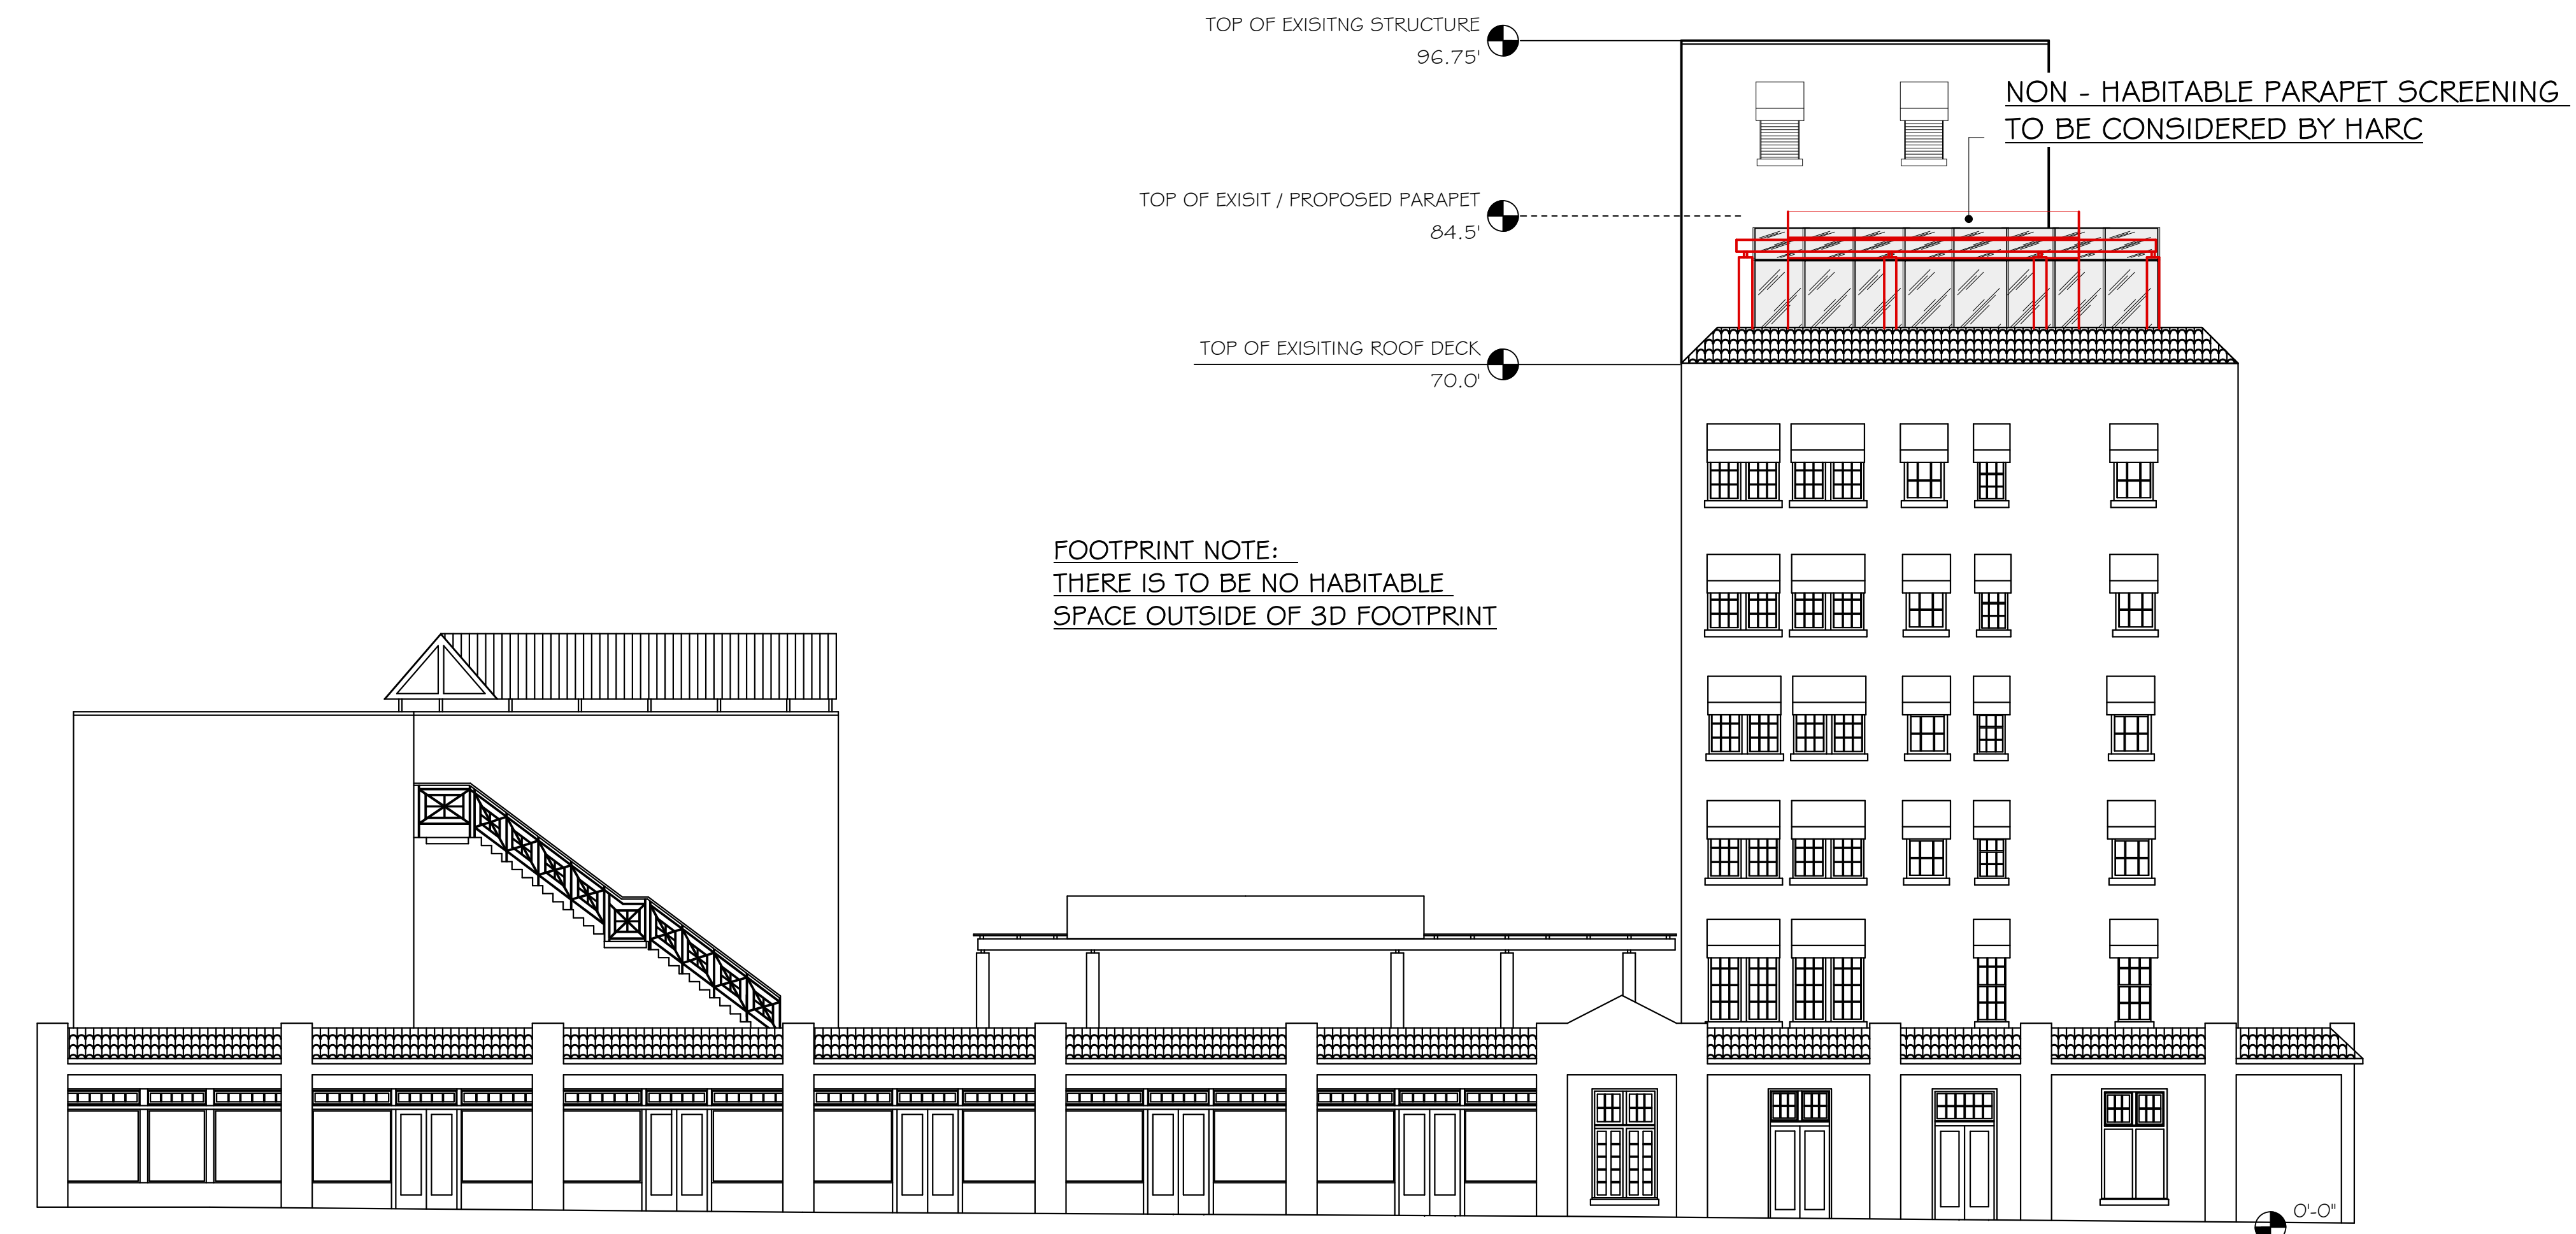 TOP OF EXISITNG STRUCTURE
96.75'
NON - HABITABLE PARAPET SCREENING
TO BE CONSIDERED BY HARC
TOP OF EXISIT / PROPOSED PARAPET
84.5'
TOP OF EXISITING ROOF DECK
70.0'
FOOTPRINT NOTE:
THERE IS TO BE NO HABITABLE
SPACE OUTSIDE OF 3D FOOTPRINT
0'-0"